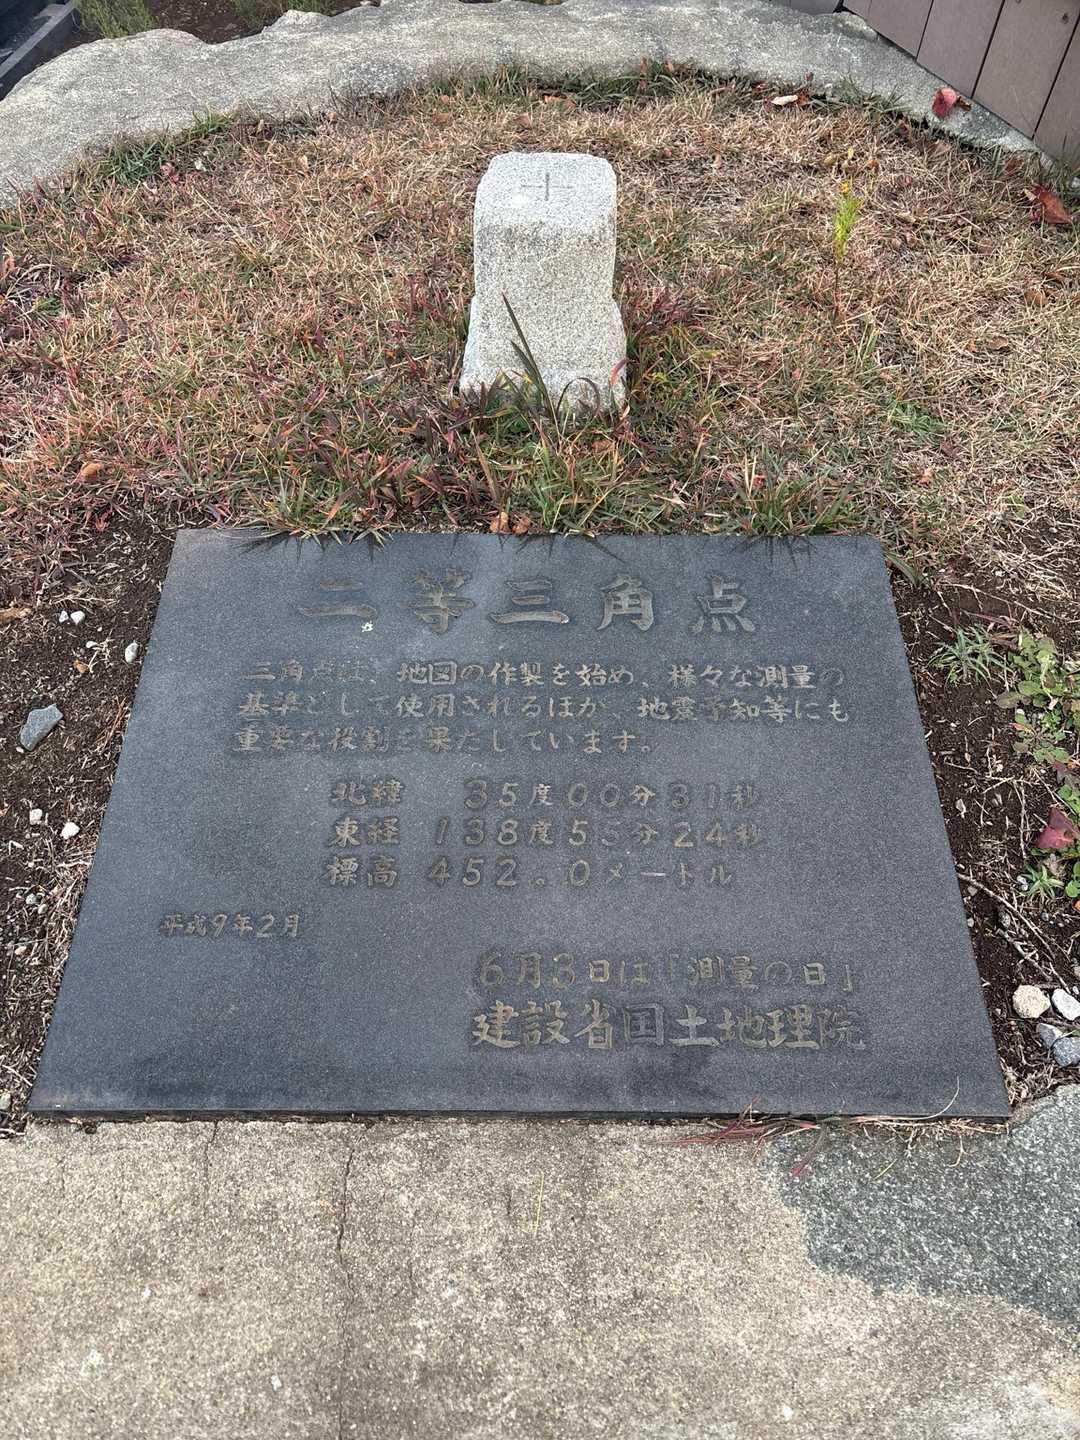 二等三角点
三角点は、地図の作製を始め、様々な測量の
基準として使用されるほか、地震予知等にも
重要な役割を果たしています。
北緯 35度00分31秒
東経 138度55分24秒
標高 452.0メートル
平成9年2月
6月3日は「測量の日」
建設省国土地理院